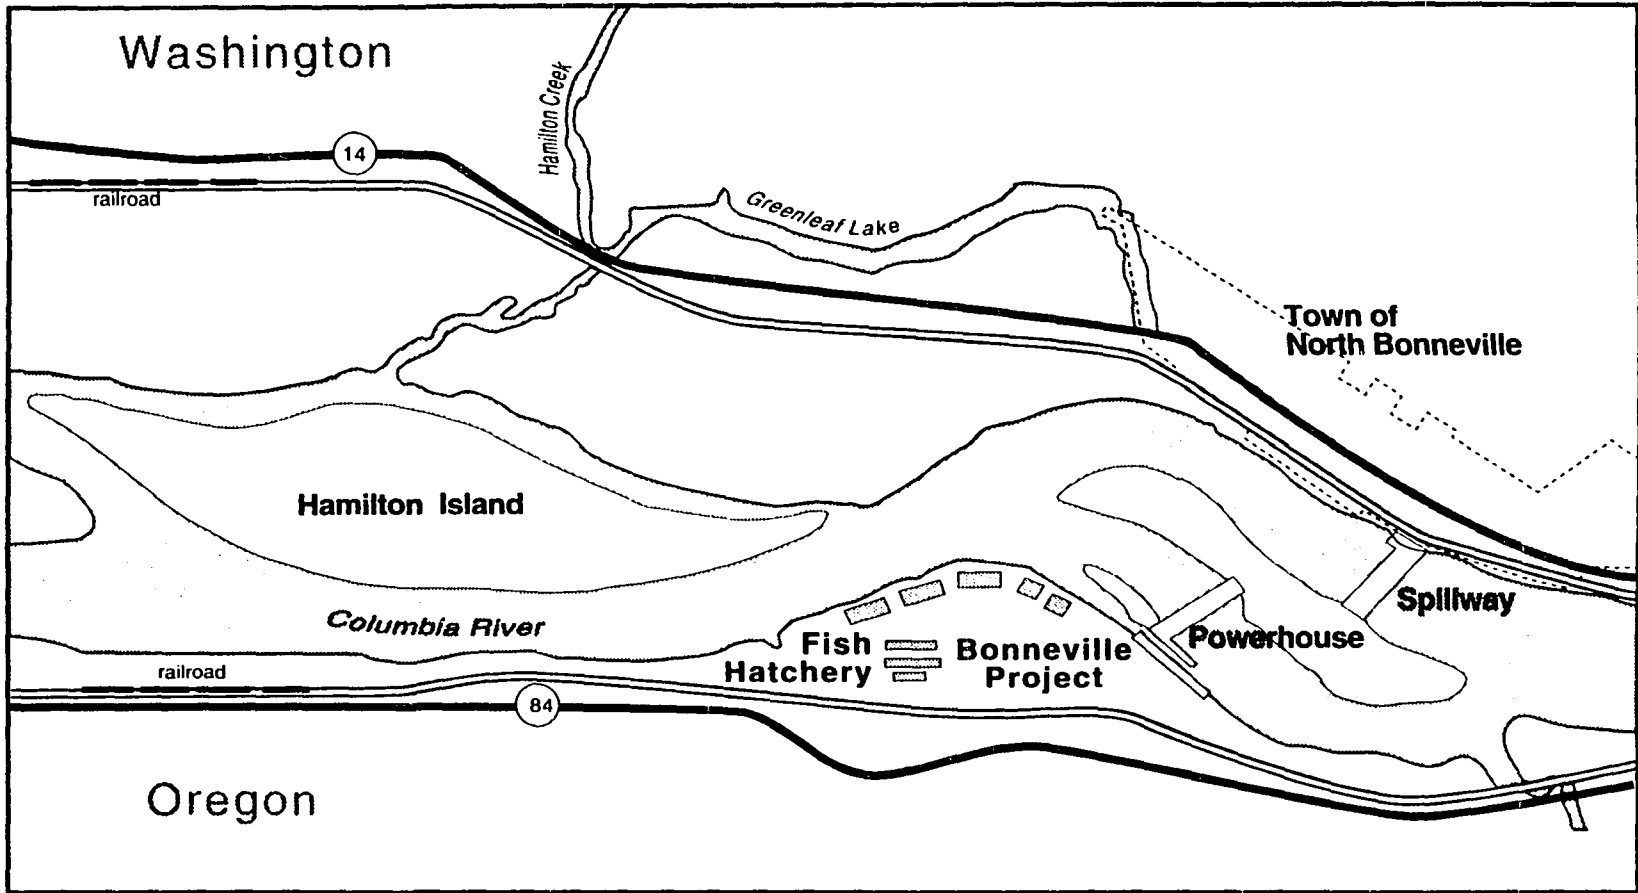 Washington
Hamilton Creek
14
railroad
Greenleaf Lake
Town of
North Bonneville
Hamilton Island
Columbia River
Spillway
Powerhouse
Fish
Hatchery
Bonneville
Project
railroad
84
Oregon